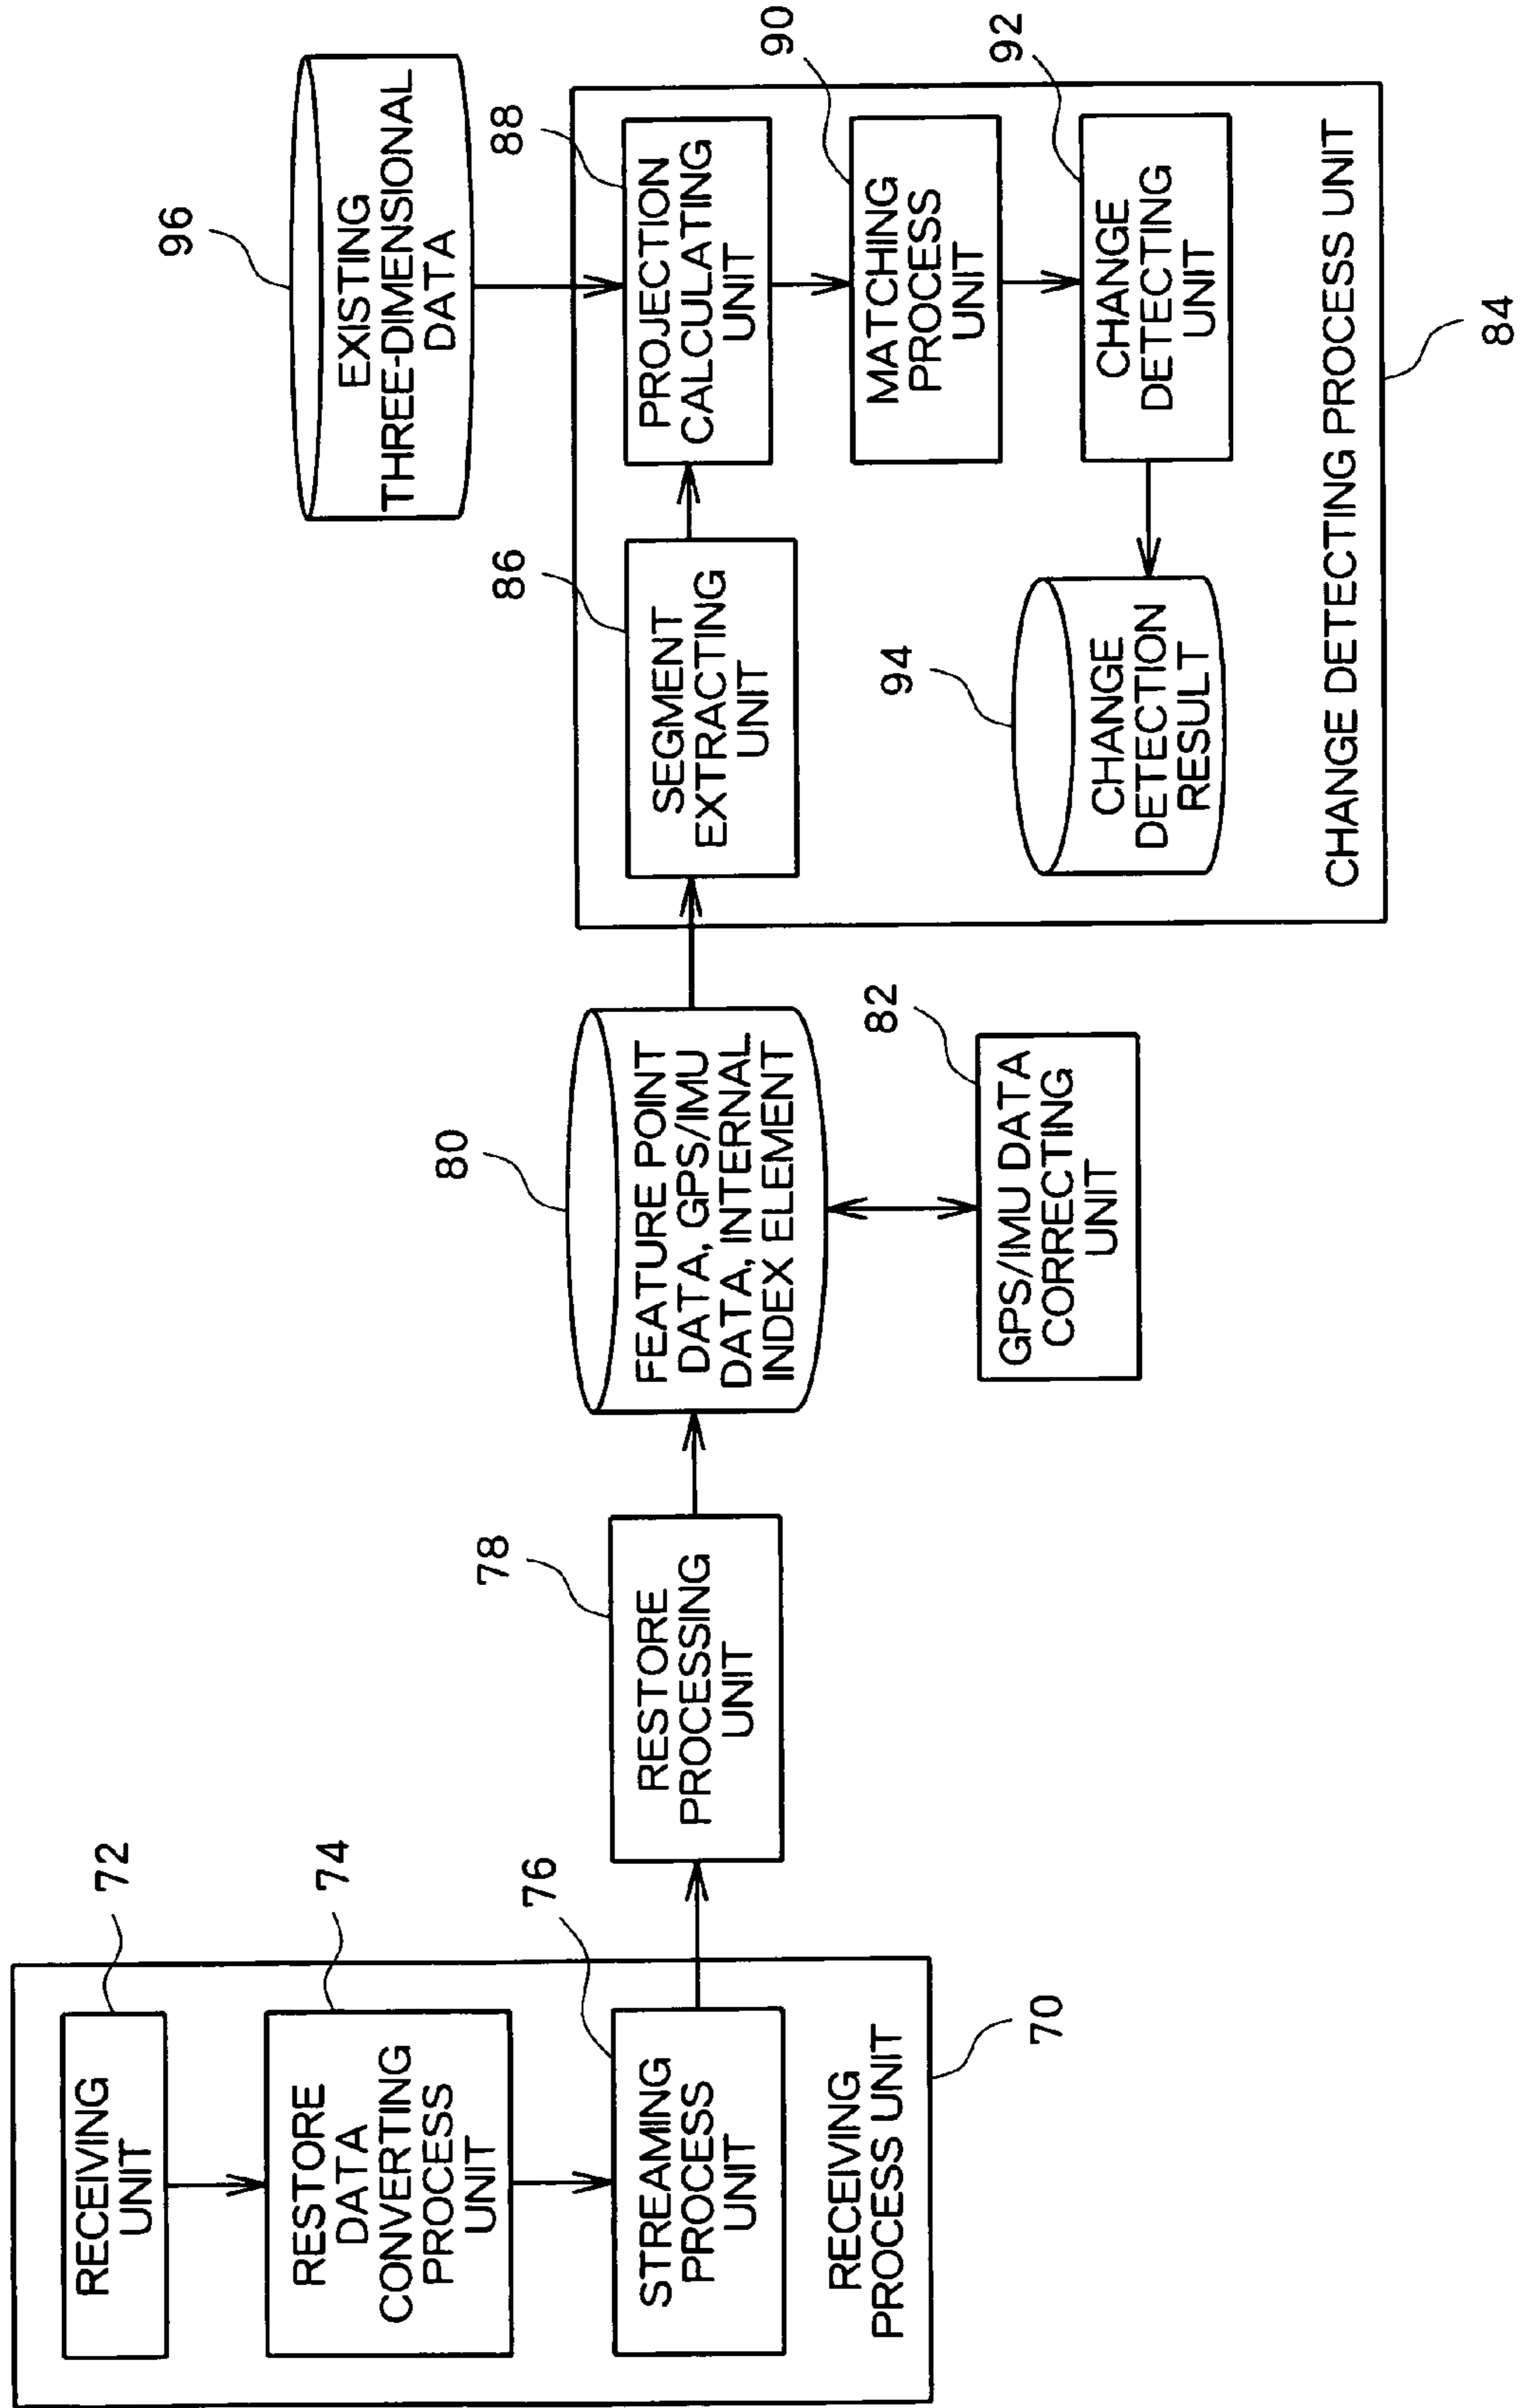 72
RECEIVING
UNIT
74
RESTORE
DATA
CONVERTING
PROCESS
UNIT
76
STREAMING
PROCESS
UNIT
RECEIVING
PROCESS UNIT
70
78
RESTORE
PROCESSING
UNIT
80
FEATURE POINT
DATA, GPS/IMU
DATA, INTERNAL
INDEX ELEMENT
82
GPS/IMU DATA
CORRECTING
UNIT
96
EXISTING
THREE-DIMENSIONAL
DATA
86
SEGMENT
EXTRACTING
UNIT
88
PROJECTION
CALCULATING
UNIT
90
MATCHING
PROCESS
UNIT
92
CHANGE
DETECTING
UNIT
94
CHANGE
DETECTION
RESULT
CHANGE DETECTING PROCESS UNIT
84